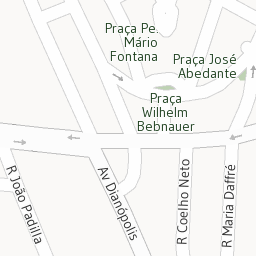 Praça Pe.
Mário
Fontana
Praça José
Abedante
Praça
Wilhelm
Bebnauer
R João Padilla
Av Dianópolis
R Coelho Neto
R Maria Daffré